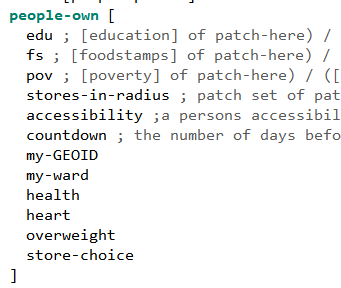 people-own [
edu ; [education] of patch-here) /
fs ; [foodstamps] of patch-here) /
pov ; [poverty] of patch-here) / ([
stores-in-radius ; patch set of pat
accessibility ;a persons accessibil
countdown ; the number of days befo
my-GEOID
my-ward
health
heart
overweight
store-choice
]